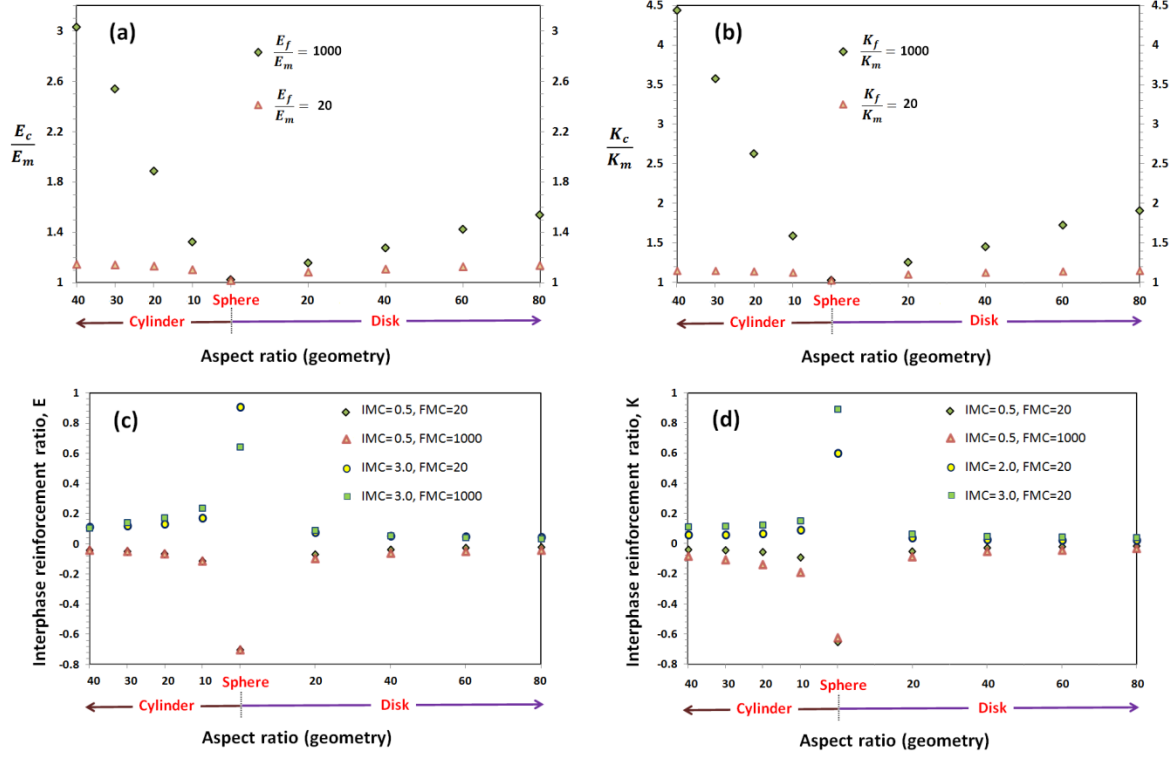 (a)
3
2.6
2.2
1.8
1.4
1
3
2.6
2.2
1.8
1.4
1
E_f/E_m = 1000
E_f/E_m = 20
E_c/E_m
40 30 20 10 Sphere 20 40 60 80
Cylinder Disk
Aspect ratio (geometry)
(b)
4.5
4
3.5
3
2.5
2
1.5
1
4.5
4
3.5
3
2.5
2
1.5
1
K_f/K_m = 1000
K_f/K_m = 20
K_c/K_m
40 30 20 10 Sphere 20 40 60 80
Cylinder Disk
Aspect ratio (geometry)
(c)
Interphase reinforcement ratio, E
1
0.8
0.6
0.4
0.2
0
-0.2
-0.4
-0.6
-0.8
IMC= 0.5, FMC=20
IMC= 0.5, FMC=1000
IMC= 3.0, FMC=20
IMC= 3.0, FMC=1000
40 30 20 10 Sphere 20 40 60 80
Cylinder Disk
Aspect ratio (geometry)
(d)
Interphase reinforcement ratio, K
1
0.8
0.6
0.4
0.2
0
-0.2
-0.4
-0.6
-0.8
IMC= 0.5, FMC=20
IMC= 0.5, FMC=1000
IMC= 2.0, FMC=20
IMC= 3.0, FMC=20
40 30 20 10 Sphere 20 40 60 80
Cylinder Disk
Aspect ratio (geometry)